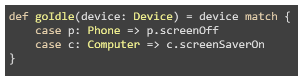 def goIdle(device: Device) = device match {
case p: Phone => p.screenOff
case c: Computer => c.screenSaverOn
}